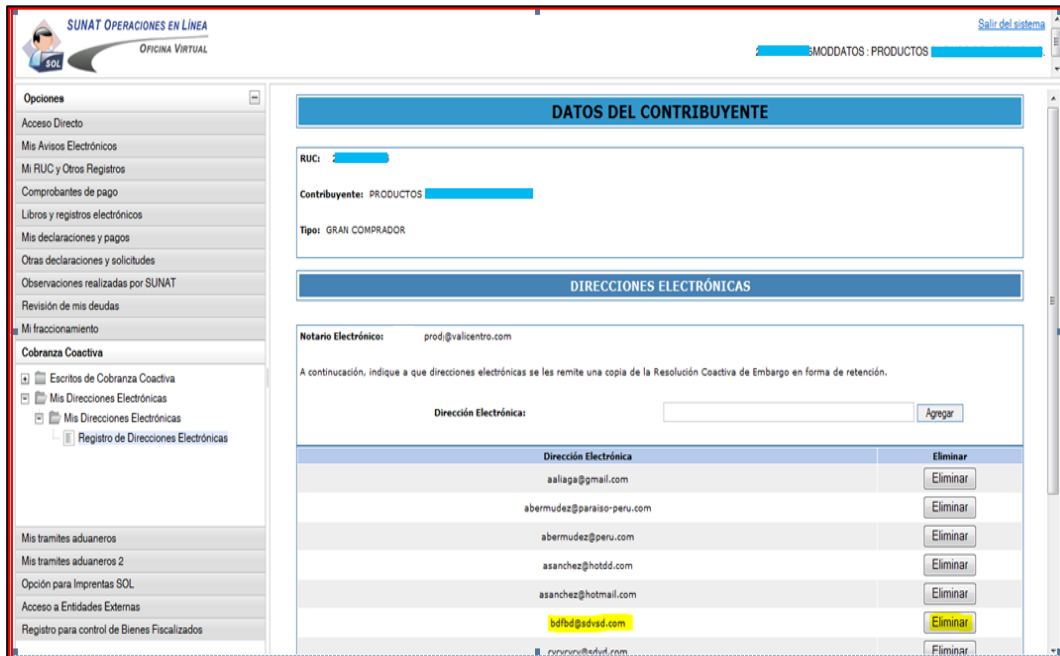 SUNAT OPERACIONES EN LÍNEA
OFICINA VIRTUAL
SOL
Salir del sistema
MODDATOS : PRODUCTOS
Opciones
Acceso Directo
Mis Avisos Electrónicos
Mi RUC y Otros Registros
Comprobantes de pago
Libros y registros electrónicos
Mis declaraciones y pagos
Otras declaraciones y solicitudes
Observaciones realizadas por SUNAT
Revisión de mis deudas
Mi fraccionamiento
Cobranza Coactiva
Escritos de Cobranza Coactiva
Mis Direcciones Electrónicas
Mis Direcciones Electrónicas
Registro de Direcciones Electrónicas
Mis tramites aduaneros
Mis tramites aduaneros 2
Opción para Imprentas SOL
Acceso a Entidades Externas
Registro para control de Bienes Fiscalizados
DATOS DEL CONTRIBUYENTE
RUC: 2
Contribuyente: PRODUCTOS
Tipo: GRAN COMPRADOR
DIRECCIONES ELECTRÓNICAS
Notario Electrónico: prod¡@valicentro.com
A continucación, indique a que direcciones electrónicas se les remite una copia de la Resolución Coactiva de Embargo en forma de retención.
Dirección Electrónica: Agregar
Dirección Electrónica Eliminar
aaliaga@gmail.com Eliminar
abermudez@paraiso-peru.com Eliminar
abermudez@peru.com Eliminar
asanchez@hotdd.com Eliminar
asanchez@hotmail.com Eliminar
bdfbd@sdvsd.com Eliminar
Eliminar